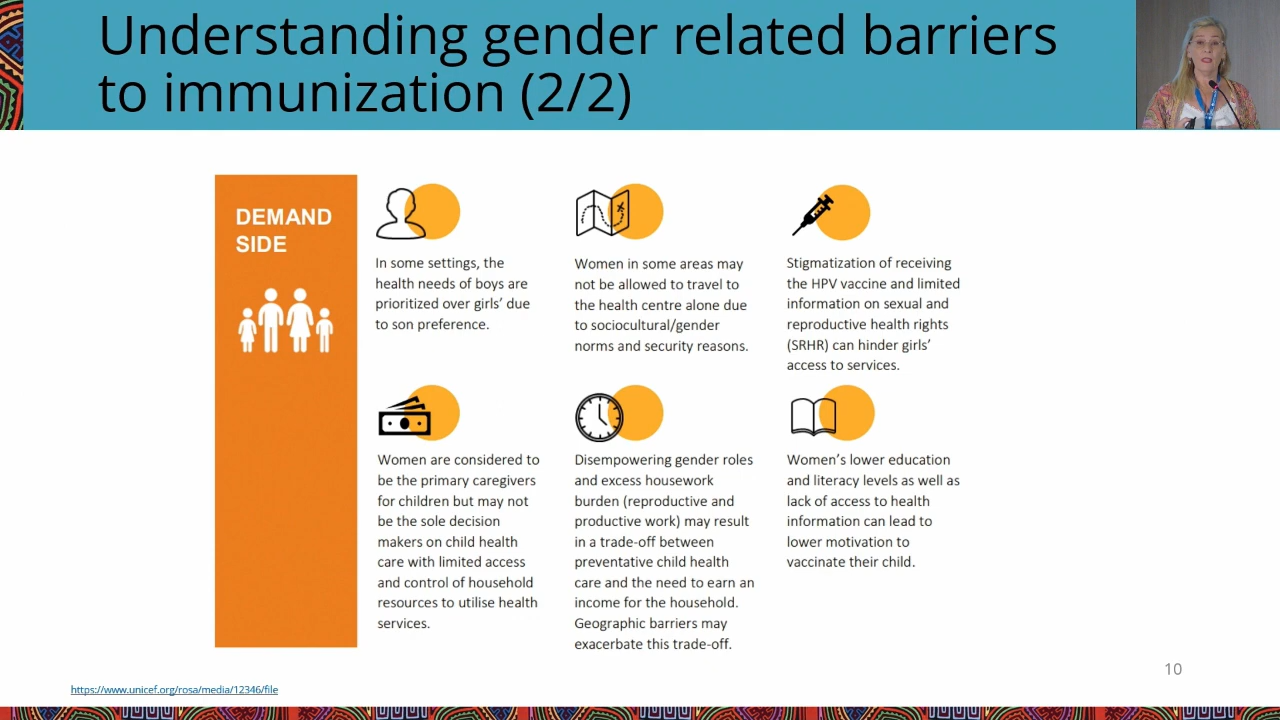 Understanding gender related barriers
to immunization (2/2)
DEMAND
SIDE
In some settings, the
health needs of boys are
prioritized over girls’ due
to son preference.
Women in some areas may
not be allowed to travel to
the health centre alone due
to sociocultural/gender
norms and security reasons.
Stigmatization of receiving
the HPV vaccine and limited
information on sexual and
reproductive health rights
(SRHR) can hinder girls’
access to services.
Women are considered to
be the primary caregivers
for children but may not
be the sole decision
makers on child health
care with limited access
and control of household
resources to utilise health
services.
Disempowering gender roles
and excess housework
burden (reproductive and
productive work) may result
in a trade-off between
preventative child health
care and the need to earn an
income for the household.
Geographic barriers may
exacerbate this trade-off.
Women’s lower education
and literacy levels as well as
lack of access to health
information can lead to
lower motivation to
vaccinate their child.
10
https://www.unicef.org/rosa/media/12346/file